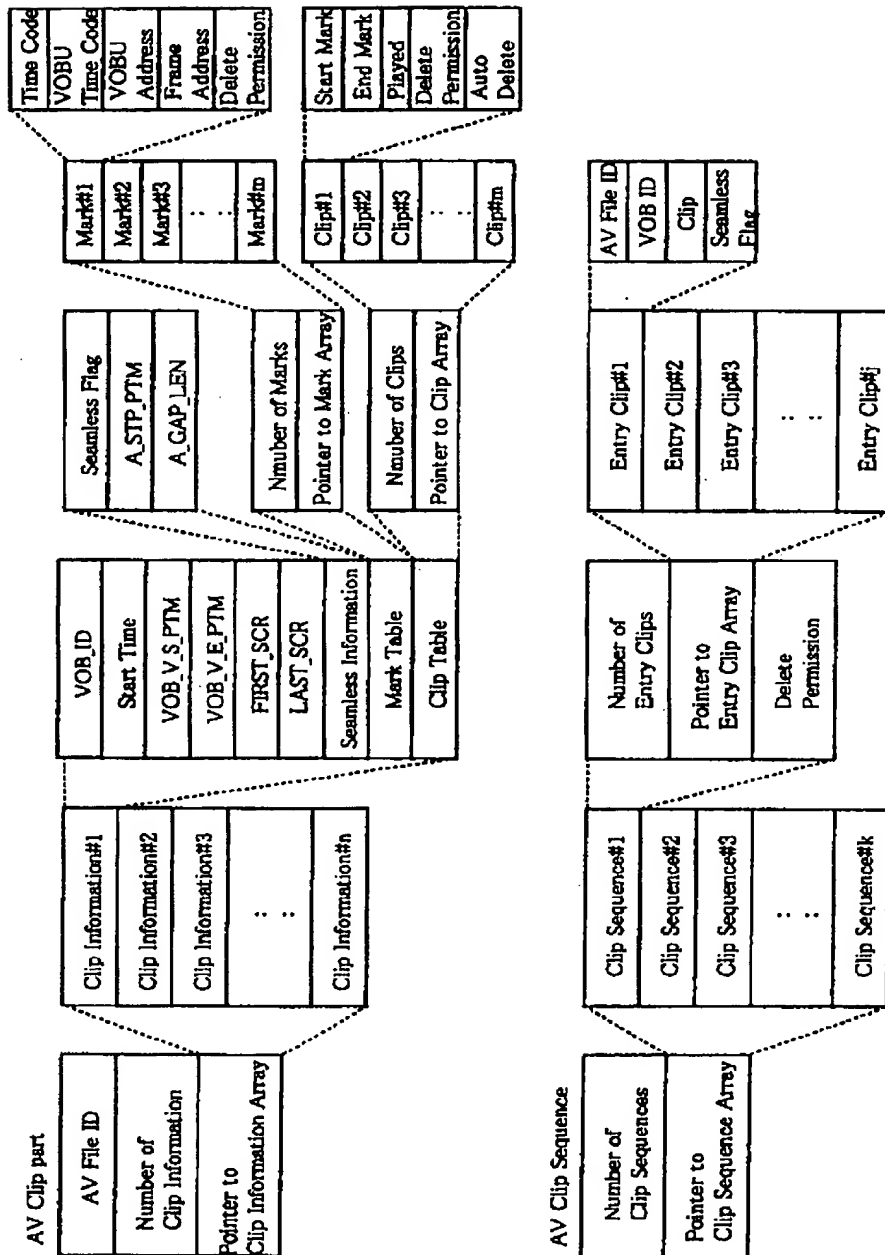 AV Clip part
AV File ID
Number of
Clip Information
Pointer to
Clip Information Array
Clip Information#1
Clip Information#2
Clip Information#3
: :
Clip Information#n
VOB_ID
Start Time
VOB_V_S_PTM
VOB_V_E_PTM
FIRST_SCR
LAST_SCR
Seamless Information
Mark Table
Clip Table
Seamless Flag
A_STP_PTM
A_GAP_LEN
Nmuber of Marks
Pointer to Mark Array
Nmuber of Clips
Pointer to Clip Array
Mark#1
Mark#2
Mark#3
: :
Mark#m
Clip#1
Clip#2
Clip#3
: :
Clip#m
Time Code
VOBU
Time Code
VOBU
Address
Frame
Address
Delete
Permission
Start Mark
End Mark
Played
Delete
Permission
Auto
Delete
AV Clip Sequence
Number of
Clip Sequences
Pointer to
Clip Sequence Array
Clip Sequence#1
Clip Sequence#2
Clip Sequence#3
: :
Clip Sequence#k
Number of
Entry Clips
Pointer to
Entry Clip Array
Delete
Permission
Entry Clip#1
Entry Clip#2
Entry Clip#3
: :
Entry Clip#j
AV File ID
VOB ID
Clip
Seamless
Flag